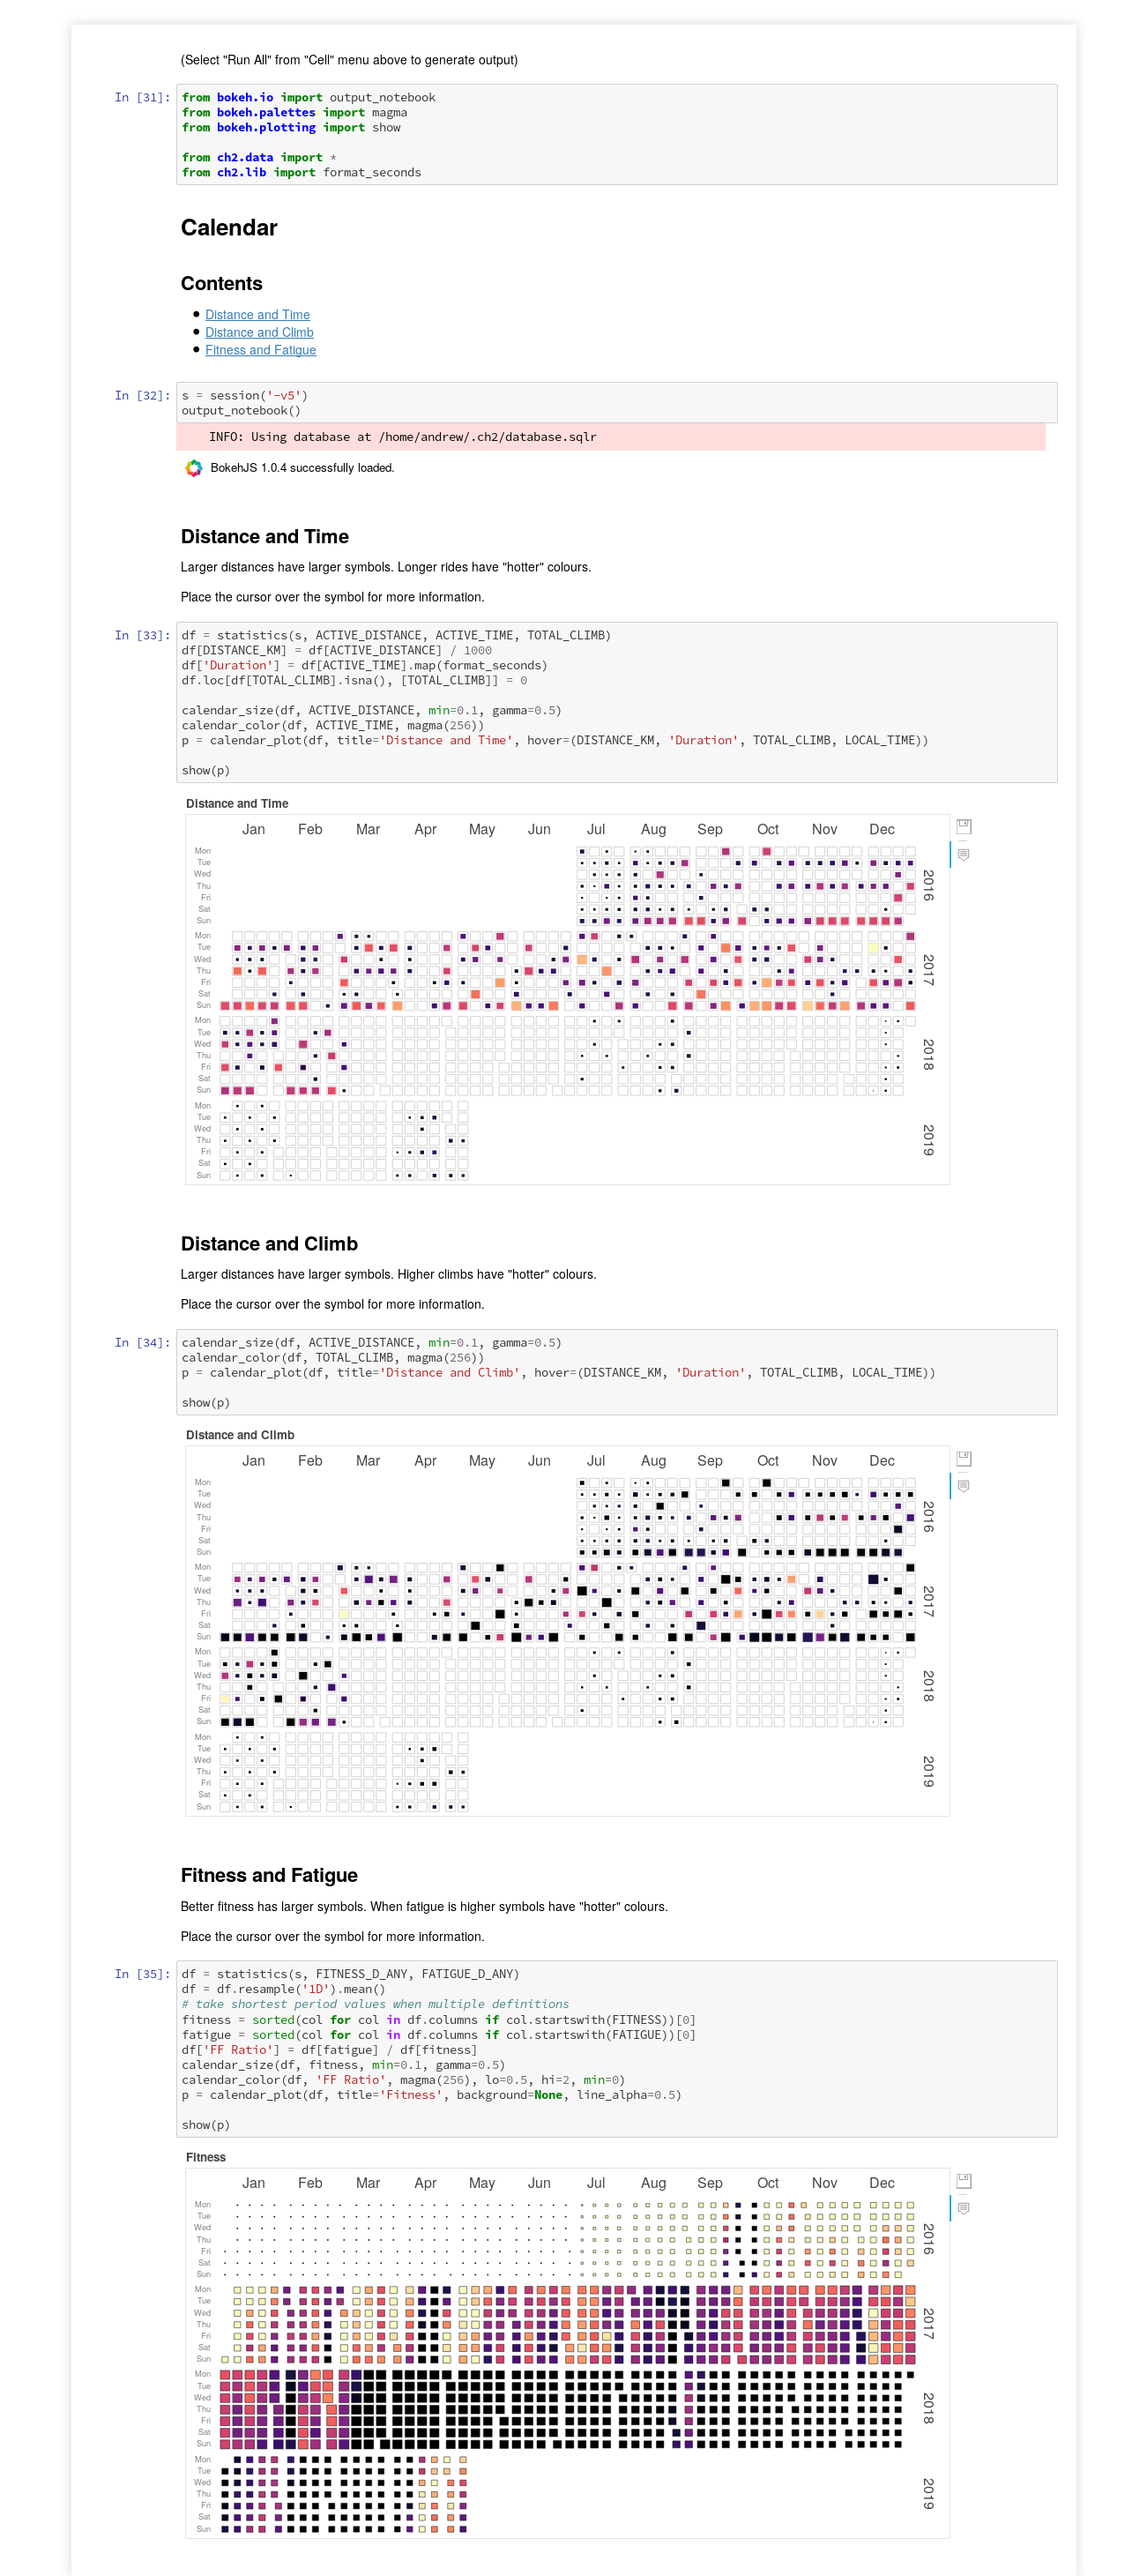 (Select "Run All" from "Cell" menu above to generate output)
In [31]:
from bokeh.io import output_notebook
from bokeh.palettes import magma
from bokeh.plotting import show
from ch2.data import *
from ch2.lib import format_seconds
Calendar
Contents
Distance and Time
Distance and Climb
Fitness and Fatigue
In [32]:
s = session('-v5')
output_notebook()
INFO: Using database at /home/andrew/.ch2/database.sqlr
BokehJS 1.0.4 successfully loaded.
Distance and Time
Larger distances have larger symbols. Longer rides have "hotter" colours.
Place the cursor over the symbol for more information.
In [33]:
df = statistics(s, ACTIVE_DISTANCE, ACTIVE_TIME, TOTAL_CLIMB)
df[DISTANCE_KM] = df[ACTIVE_DISTANCE] / 1000
df['Duration'] = df[ACTIVE_TIME].map(format_seconds)
df.loc[df[TOTAL_CLIMB].isna(), [TOTAL_CLIMB]] = 0
calendar_size(df, ACTIVE_DISTANCE, min=0.1, gamma=0.5)
calendar_color(df, ACTIVE_TIME, magma(256))
p = calendar_plot(df, title='Distance and Time', hover=(DISTANCE_KM, 'Duration', TOTAL_CLIMB, LOCAL_TIME))
show(p)
Distance and Time
Jan Feb Mar Apr May Jun Jul Aug Sep Oct Nov Dec
Mon
Tue
Wed
Thu
Fri
Sat
Sun
2016
Mon
Tue
Wed
Thu
Fri
Sat
Sun
2017
Mon
Tue
Wed
Thu
Fri
Sat
Sun
2018
Mon
Tue
Wed
Thu
Fri
Sat
Sun
2019
Distance and Climb
Larger distances have larger symbols. Higher climbs have "hotter" colours.
Place the cursor over the symbol for more information.
In [34]:
calendar_size(df, ACTIVE_DISTANCE, min=0.1, gamma=0.5)
calendar_color(df, TOTAL_CLIMB, magma(256))
p = calendar_plot(df, title='Distance and Climb', hover=(DISTANCE_KM, 'Duration', TOTAL_CLIMB, LOCAL_TIME))
show(p)
Distance and Climb
Jan Feb Mar Apr May Jun Jul Aug Sep Oct Nov Dec
Mon
Tue
Wed
Thu
Fri
Sat
Sun
2016
Mon
Tue
Wed
Thu
Fri
Sat
Sun
2017
Mon
Tue
Wed
Thu
Fri
Sat
Sun
2018
Mon
Tue
Wed
Thu
Fri
Sat
Sun
2019
Fitness and Fatigue
Better fitness has larger symbols. When fatigue is higher symbols have "hotter" colours.
Place the cursor over the symbol for more information.
In [35]:
df = statistics(s, FITNESS_D_ANY, FATIGUE_D_ANY)
df = df.resample('1D').mean()
# take shortest period values when multiple definitions
fitness = sorted(col for col in df.columns if col.startswith(FITNESS))[0]
fatigue = sorted(col for col in df.columns if col.startswith(FATIGUE))[0]
df['FF Ratio'] = df[fatigue] / df[fitness]
calendar_size(df, fitness, min=0.1, gamma=0.5)
calendar_color(df, 'FF Ratio', magma(256), lo=0.5, hi=2, min=0)
p = calendar_plot(df, title='Fitness', background=None, line_alpha=0.5)
show(p)
Fitness
Jan Feb Mar Apr May Jun Jul Aug Sep Oct Nov Dec
Mon
Tue
Wed
Thu
Fri
Sat
Sun
2016
Mon
Tue
Wed
Thu
Fri
Sat
Sun
2017
Mon
Tue
Wed
Thu
Fri
Sat
Sun
2018
Mon
Tue
Wed
Thu
Fri
Sat
Sun
2019